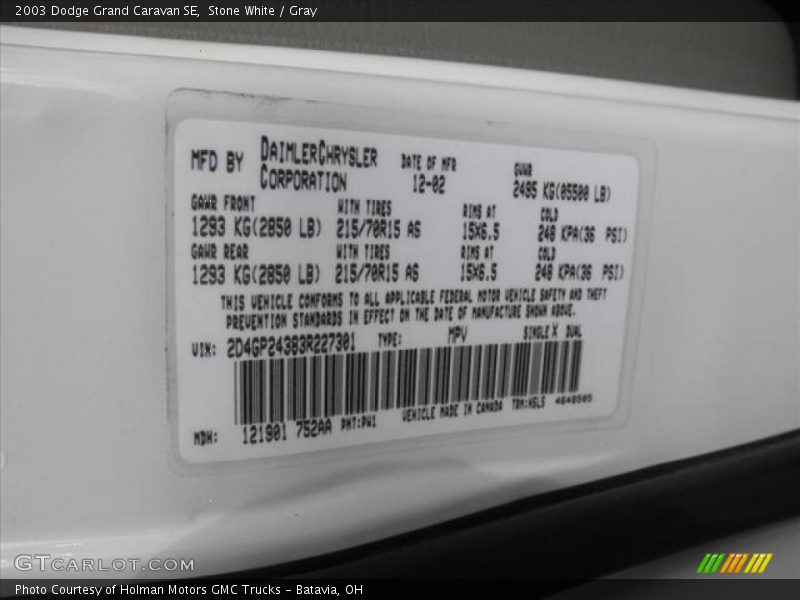 2003 Dodge Grand Caravan SE, Stone White / Gray
MFD BY DAIMLERCHRYSLER CORPORATION DATE OF MFR 12-02 GVWR 2495 KG(05500 LB)
GAWR FRONT WITH TIRES RIMS AT COLD
1293 KG(2850 LB) 215/70R15 AS 15X6.5 248 KPA(36 PSI)
GAWR REAR WITH TIRES RIMS AT COLD
1293 KG(2850 LB) 215/70R15 AS 15X6.5 248 KPA(36 PSI)
THIS VEHICLE CONFORMS TO ALL APPLICABLE FEDERAL MOTOR VEHICLE SAFETY AND THEFT
PREVENTION STANDARDS IN EFFECT ON THE DATE OF MANUFACTURE SHOWN ABOVE.
VIN: 2D4GP24383R227301 TYPE: MPV SINGLE X DUAL
MDH: 121901 752AA PNT:PW1 VEHICLE MADE IN CANADA TRM:HSL5 4648505
GTCARLOT.COM
Photo Courtesy of Holman Motors GMC Trucks - Batavia, OH